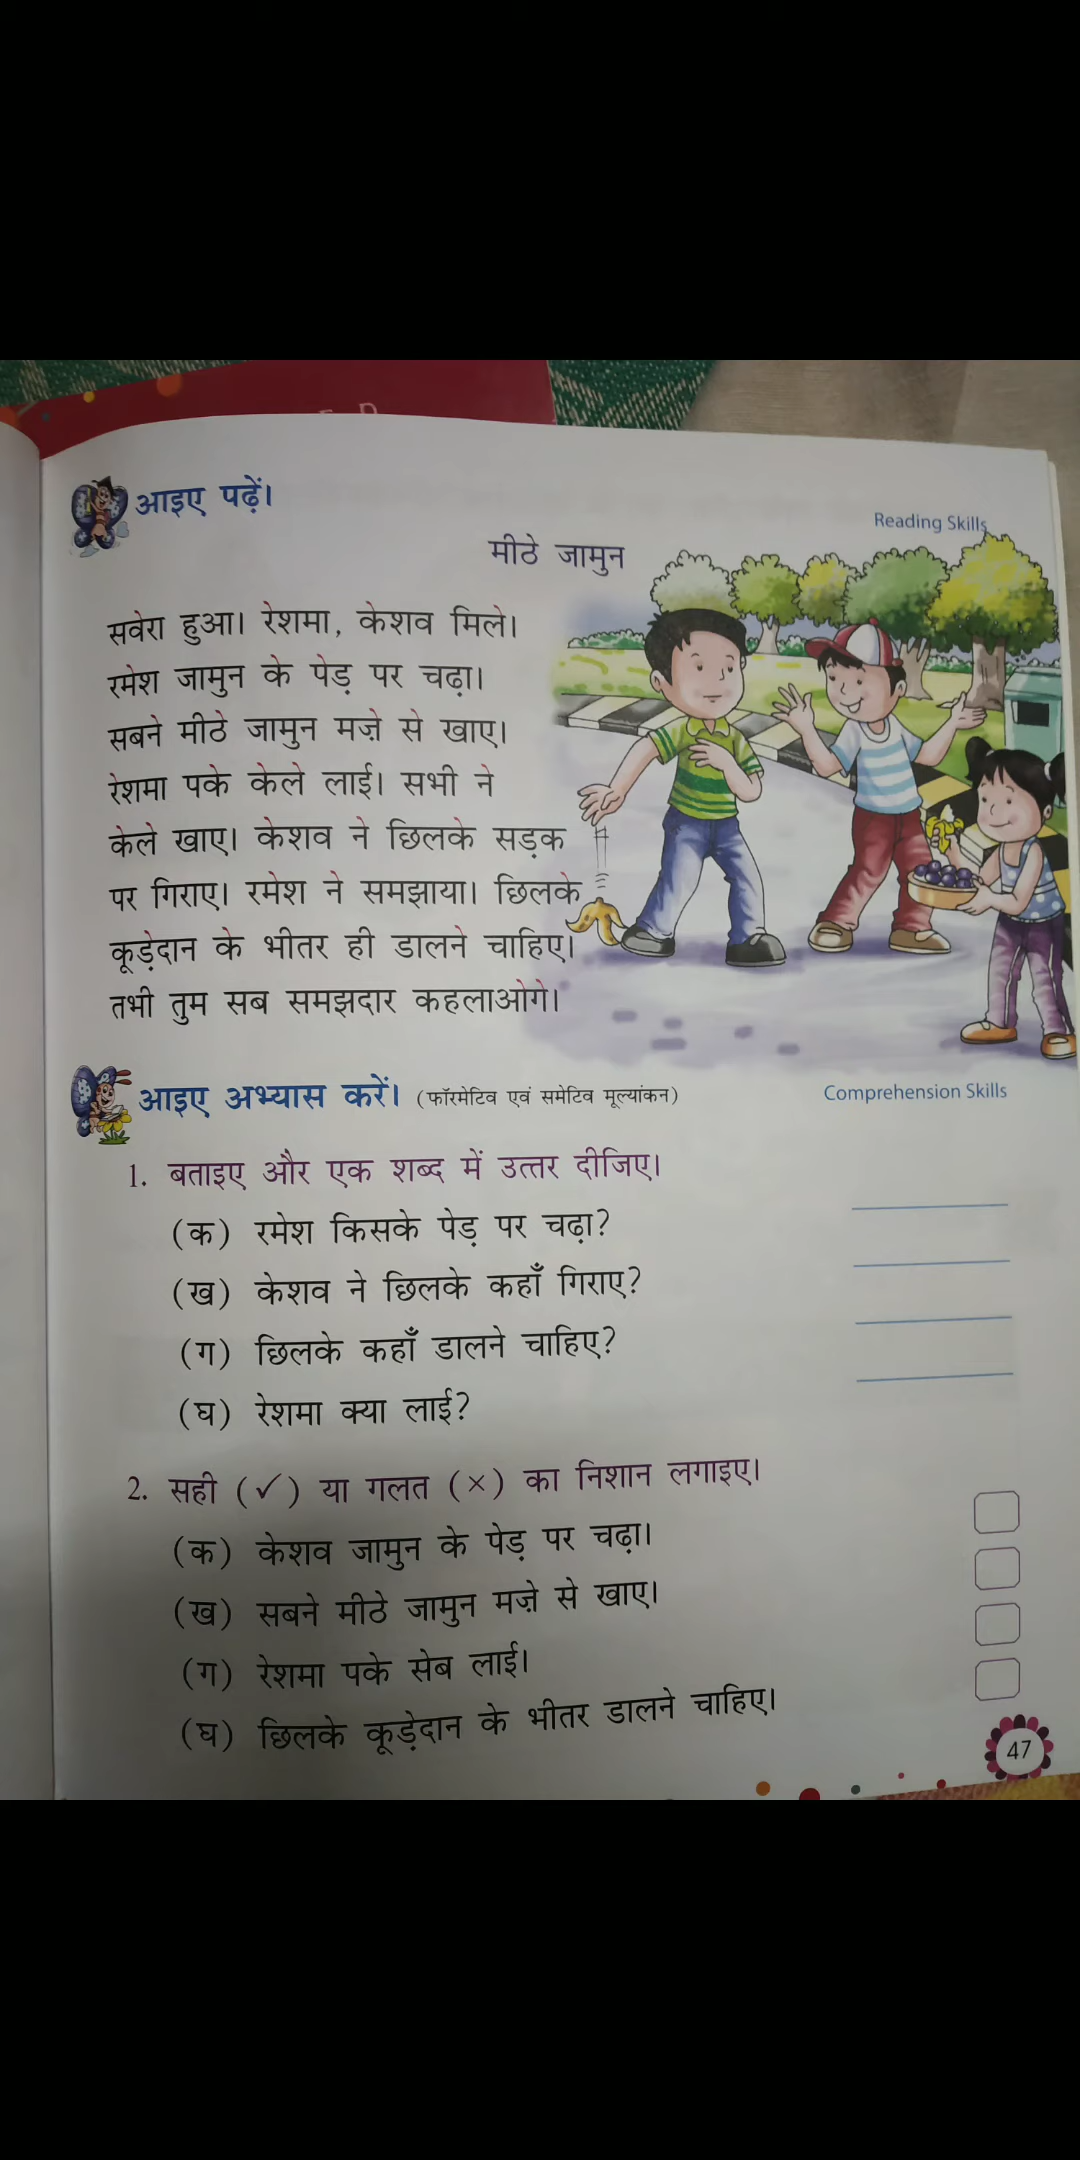 आइए पढ़ें।
Reading Skills
मीठे जामुन
सवेरा हुआ। रेशमा, केशव मिले।
रमेश जामुन के पेड़ पर चढ़ा।
सबने मीठे जामुन मज़े से खाए।
रेशमा पके केले लाई। सभी ने
केले खाए। केशव ने छिलके सड़क
पर गिराए। रमेश ने समझाया। छिलके
कूड़ेदान के भीतर ही डालने चाहिए।
तभी तुम सब समझदार कहलाओगे।
आइए अभ्यास करें। (फॉरमेटिव एवं समेटिव मूल्यांकन)
Comprehension Skills
1. बताइए और एक शब्द में उत्तर दीजिए।
(क) रमेश किसके पेड़ पर चढ़ा?
(ख) केशव ने छिलके कहाँ गिराए?
(ग) छिलके कहाँ डालने चाहिए?
(घ) रेशमा क्या लाई?
2. सही (✓) या गलत (×) का निशान लगाइए।
(क) केशव जामुन के पेड़ पर चढ़ा।
(ख) सबने मीठे जामुन मज़े से खाए।
(ग) रेशमा पके सेब लाई।
(घ) छिलके कूड़ेदान के भीतर डालने चाहिए।
47